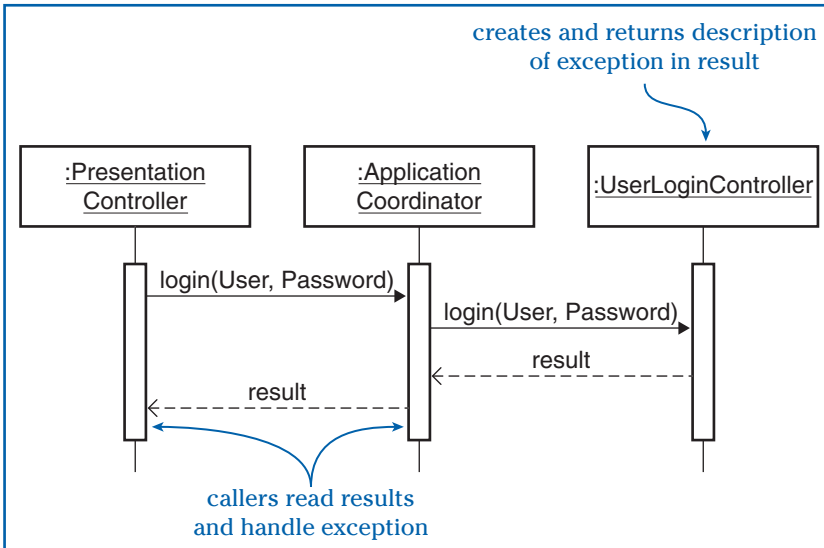 creates and returns description
of exception in result
:Presentation
Controller
:Application
Coordinator
:UserLoginController
login(User, Password)
login(User, Password)
result
result
callers read results
and handle exception